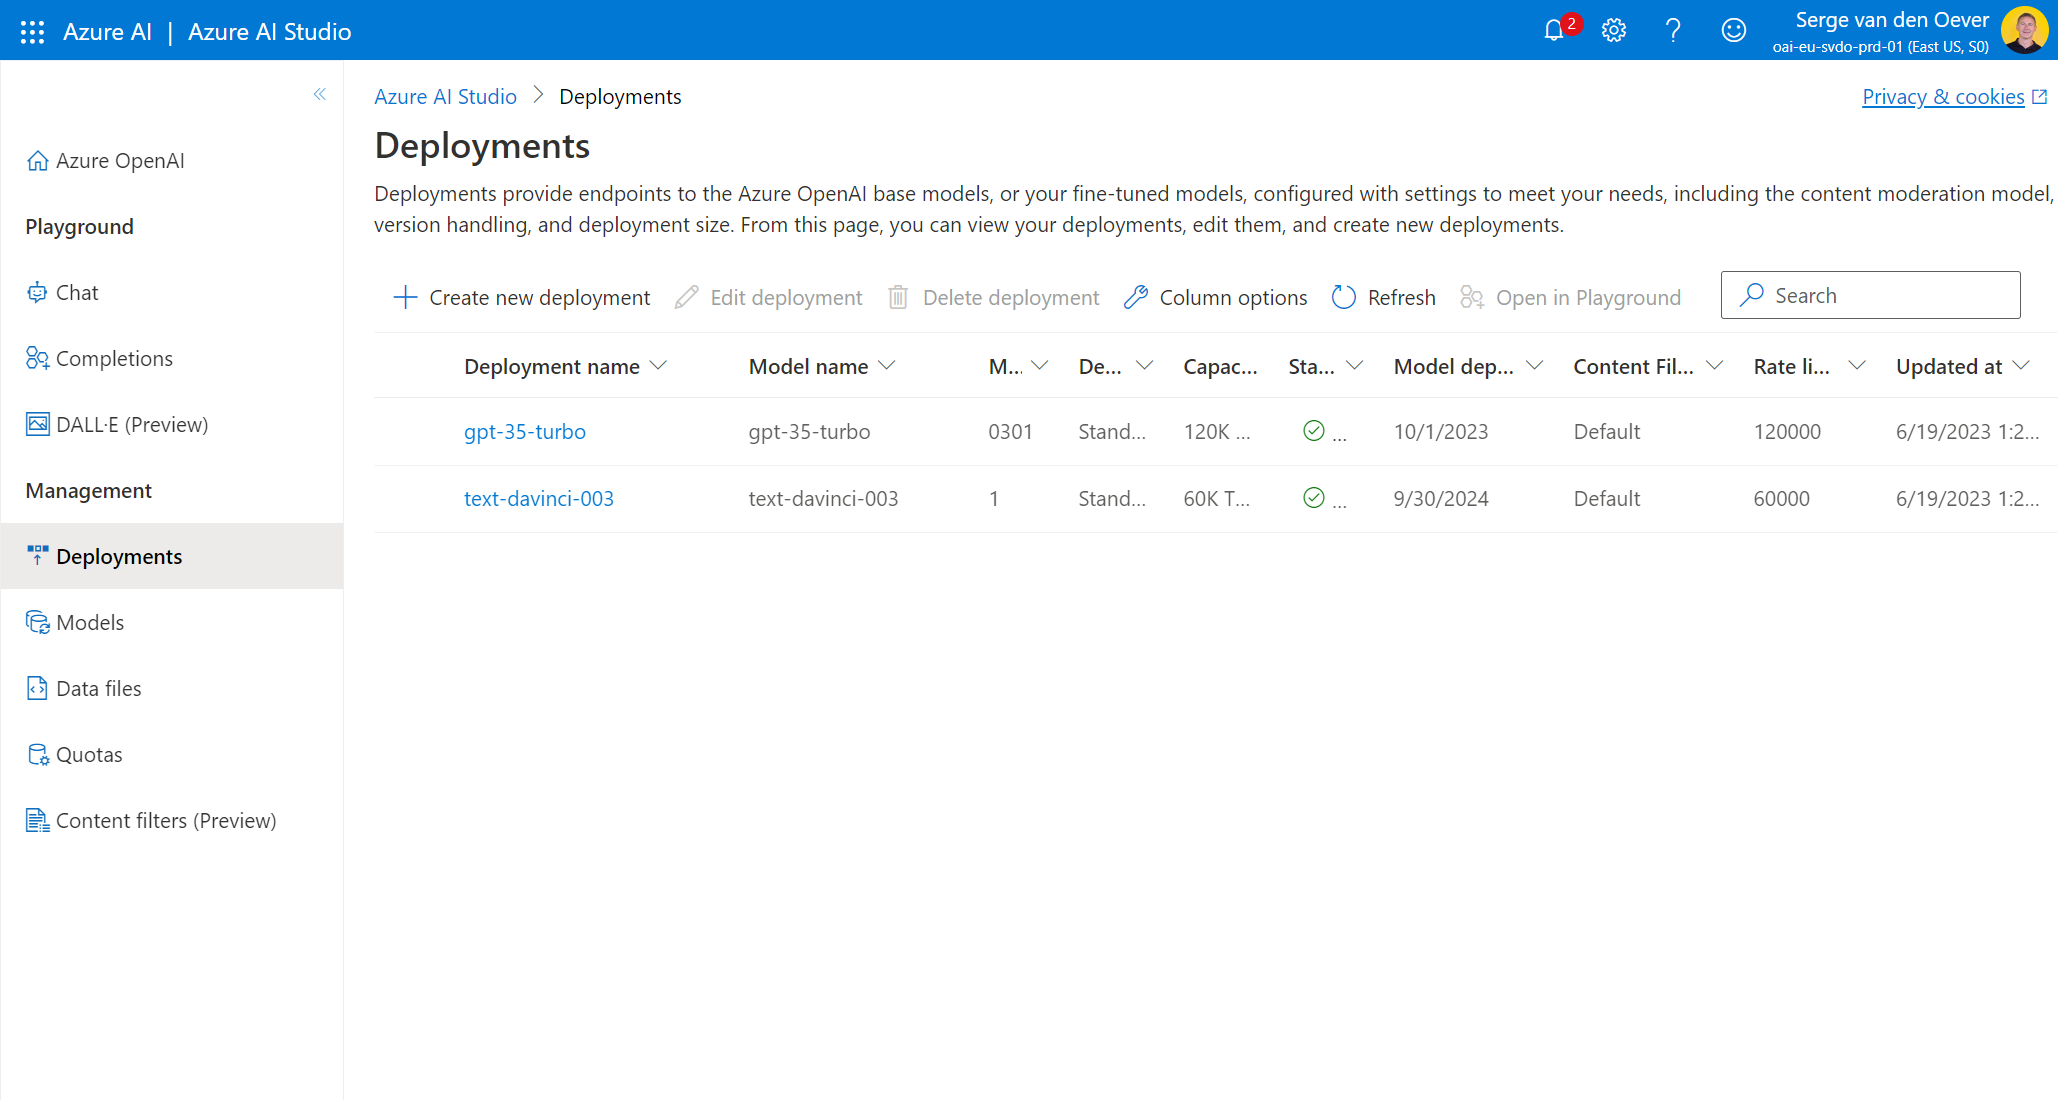 Azure AI | Azure AI Studio
2
Serge van den Oever
oai-eu-svdo-prd-01 (East US, S0)
Azure OpenAI
Playground
Chat
Completions
DALL·E (Preview)
Management
Deployments
Models
Data files
Quotas
Content filters (Preview)
Azure AI Studio > Deployments
Privacy & cookies
Deployments
Deployments provide endpoints to the Azure OpenAI base models, or your fine-tuned models, configured with settings to meet your needs, including the content moderation model,
version handling, and deployment size. From this page, you can view your deployments, edit them, and create new deployments.
Create new deployment Edit deployment Delete deployment Column options Refresh Open in Playground Search
Deployment name Model name M... De... Capac... Sta... Model dep... Content Fil... Rate li... Updated at
gpt-35-turbo gpt-35-turbo 0301 Stand... 120K ... ... 10/1/2023 Default 120000 6/19/2023 1:2...
text-davinci-003 text-davinci-003 1 Stand... 60K T... ... 9/30/2024 Default 60000 6/19/2023 1:2...